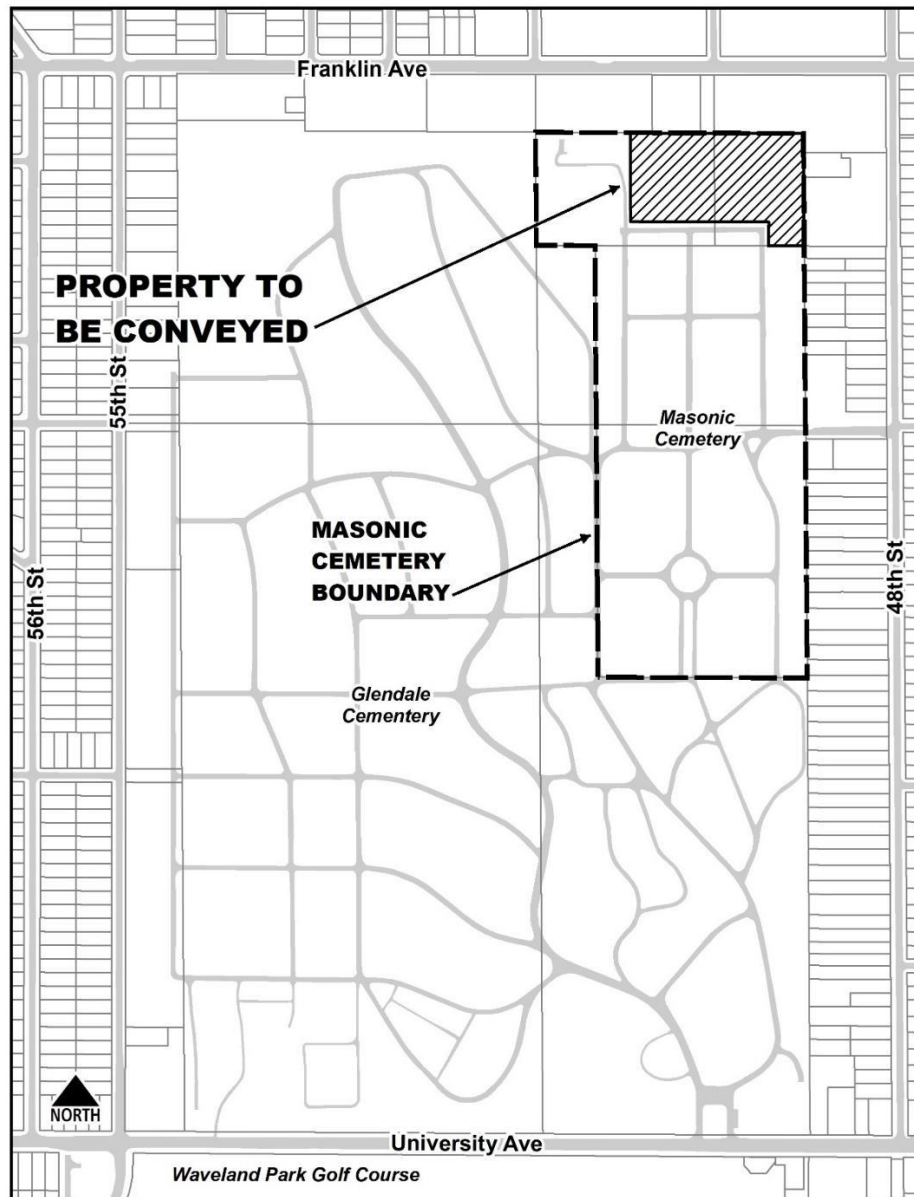 Franklin Ave
PROPERTY TO
BE CONVEYED
55th St
Masonic
Cemetery
MASONIC
CEMETERY
BOUNDARY
56th St
48th St
Glendale
Cementery
NORTH
University Ave
Waveland Park Golf Course